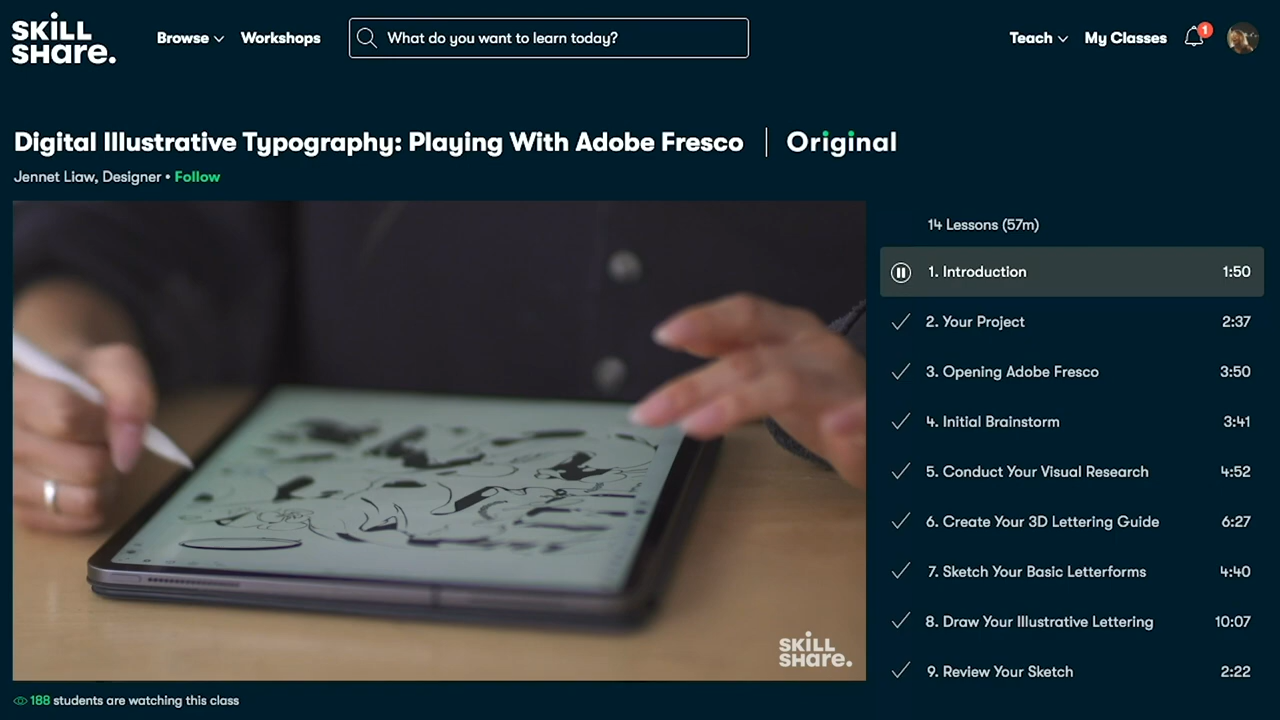 SKILL
SHare.
Browse
Workshops
What do you want to learn today?
Teach
My Classes
1
Digital Illustrative Typography: Playing With Adobe Fresco | Original
Jennet Liaw, Designer • Follow
14 Lessons (57m)
1. Introduction 1:50
2. Your Project 2:37
3. Opening Adobe Fresco 3:50
4. Initial Brainstorm 3:41
5. Conduct Your Visual Research 4:52
6. Create Your 3D Lettering Guide 6:27
7. Sketch Your Basic Letterforms 4:40
8. Draw Your Illustrative Lettering 10:07
9. Review Your Sketch 2:22
SKILL
SHare.
188 students are watching this class